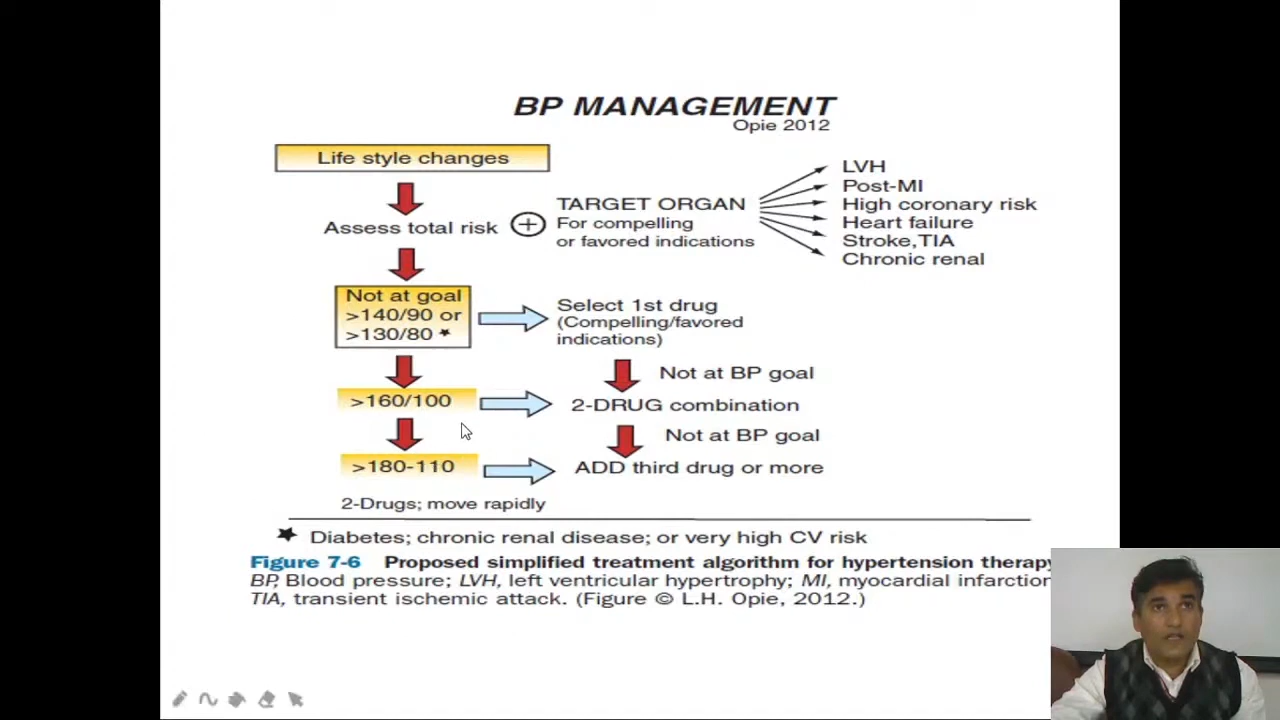 BP MANAGEMENT
Opie 2012
Life style changes
Assess total risk
TARGET ORGAN
For compelling
or favored indications
LVH
Post-MI
High coronary risk
Heart failure
Stroke,TIA
Chronic renal
Not at goal
>140/90 or
>130/80 ★
Select 1st drug
(Compelling/favored
indications)
Not at BP goal
>160/100
2-DRUG combination
Not at BP goal
>180-110
ADD third drug or more
2-Drugs; move rapidly
★ Diabetes; chronic renal disease; or very high CV risk
Figure 7-6 Proposed simplified treatment algorithm for hypertension therapy
BP, Blood pressure; LVH, left ventricular hypertrophy; MI, myocardial infarction
TIA, transient ischemic attack. (Figure © L.H. Opie, 2012.)